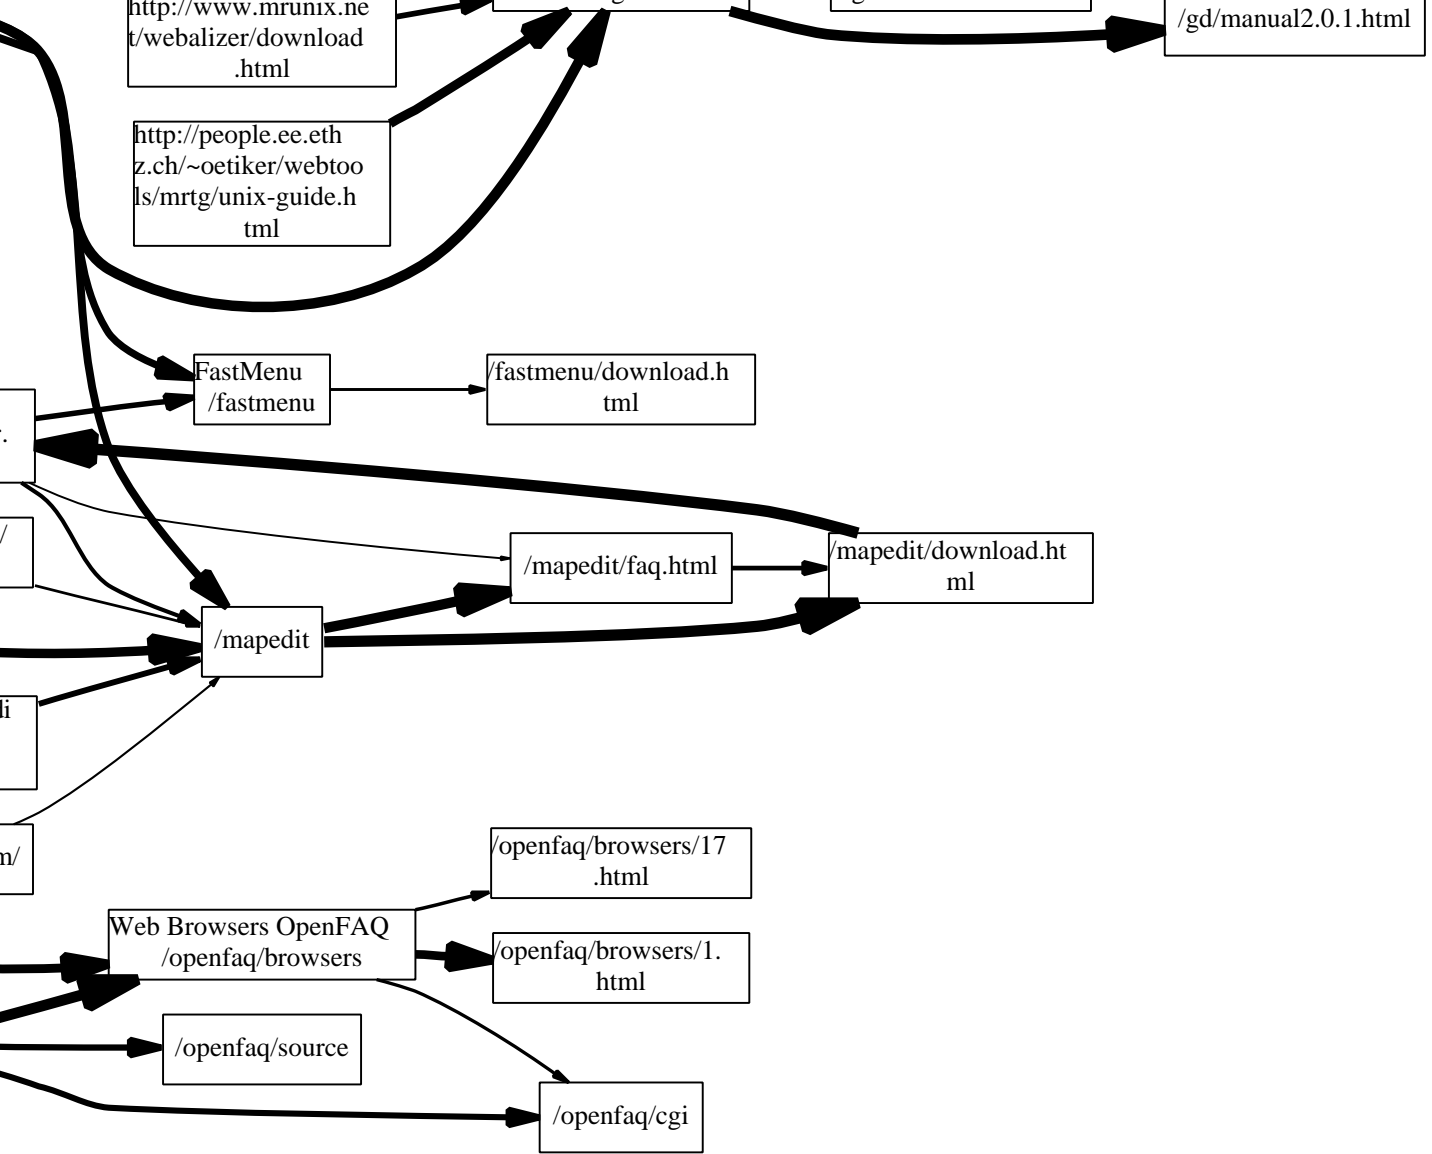 http://www.mrunix.ne
t/webalizer/download
.html
/gd/manual2.0.1.html
http://people.ee.eth
z.ch/~oetiker/webtoo
ls/mrtg/unix-guide.h
tml
FastMenu
/fastmenu
/fastmenu/download.h
tml
/
/mapedit/faq.html
/mapedit/download.ht
ml
/mapedit
di
m/
/openfaq/browsers/17
.html
Web Browsers OpenFAQ
/openfaq/browsers
/openfaq/browsers/1.
html
/openfaq/source
/openfaq/cgi